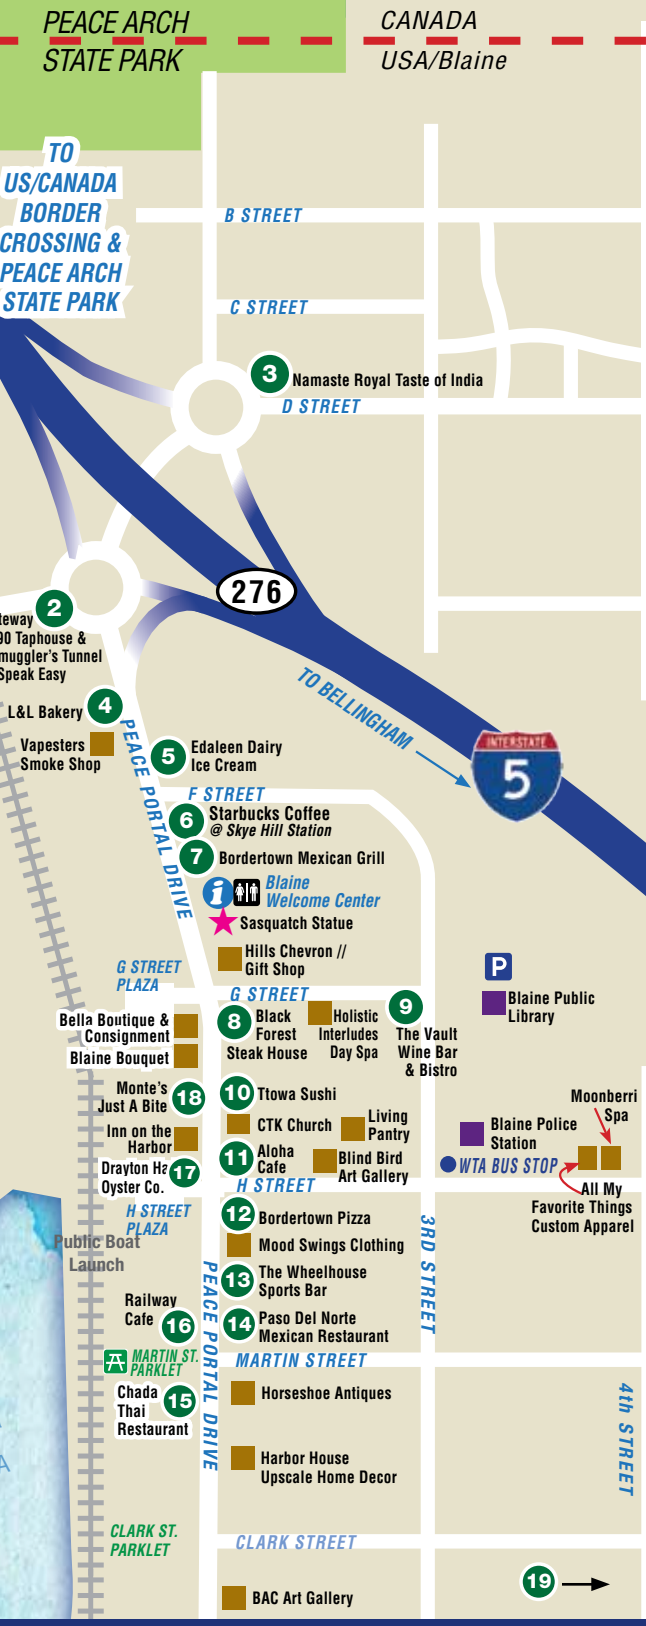 PEACE ARCH
STATE PARK
CANADA
USA/Blaine
TO
US/CANADA
BORDER
CROSSING &
PEACE ARCH
STATE PARK
B STREET
C STREET
3
Namaste Royal Taste of India
D STREET
276
2
teway
90 Taphouse &
muggler's Tunnel
Speak Easy
TO BELLINGHAM
INTERSTATE
5
L&L Bakery
4
Vapesters
Smoke Shop
PEACE PORTAL DRIVE
5
Edaleen Dairy
Ice Cream
F STREET
6
Starbucks Coffee
@ Skye Hill Station
7
Bordertown Mexican Grill
i
Blaine
Welcome Center
Sasquatch Statue
Hills Chevron //
Gift Shop
G STREET
PLAZA
G STREET
P
Blaine Public
Library
Bella Boutique &
Consignment
Blaine Bouquet
8
Black
Forest
Steak House
Holistic
Interludes
Day Spa
9
The Vault
Wine Bar
& Bistro
Monte's
Just A Bite
18
10
Ttowa Sushi
Moonberri
Spa
Inn on the
Harbor
CTK Church
Living
Pantry
Blaine Police
Station
Drayton Ha
Oyster Co.
17
11
Aloha
Cafe
Blind Bird
Art Gallery
WTA BUS STOP
All My
Favorite Things
Custom Apparel
H STREET
H STREET
PLAZA
12
Bordertown Pizza
Public Boat
Launch
Mood Swings Clothing
3RD STREET
PEACE PORTAL DRIVE
13
The Wheelhouse
Sports Bar
Railway
Cafe
16
14
Paso Del Norte
Mexican Restaurant
MARTIN ST.
PARKLET
MARTIN STREET
Chada
Thai
Restaurant
15
Horseshoe Antiques
4th STREET
Harbor House
Upscale Home Decor
A
CLARK ST.
PARKLET
CLARK STREET
19
BAC Art Gallery